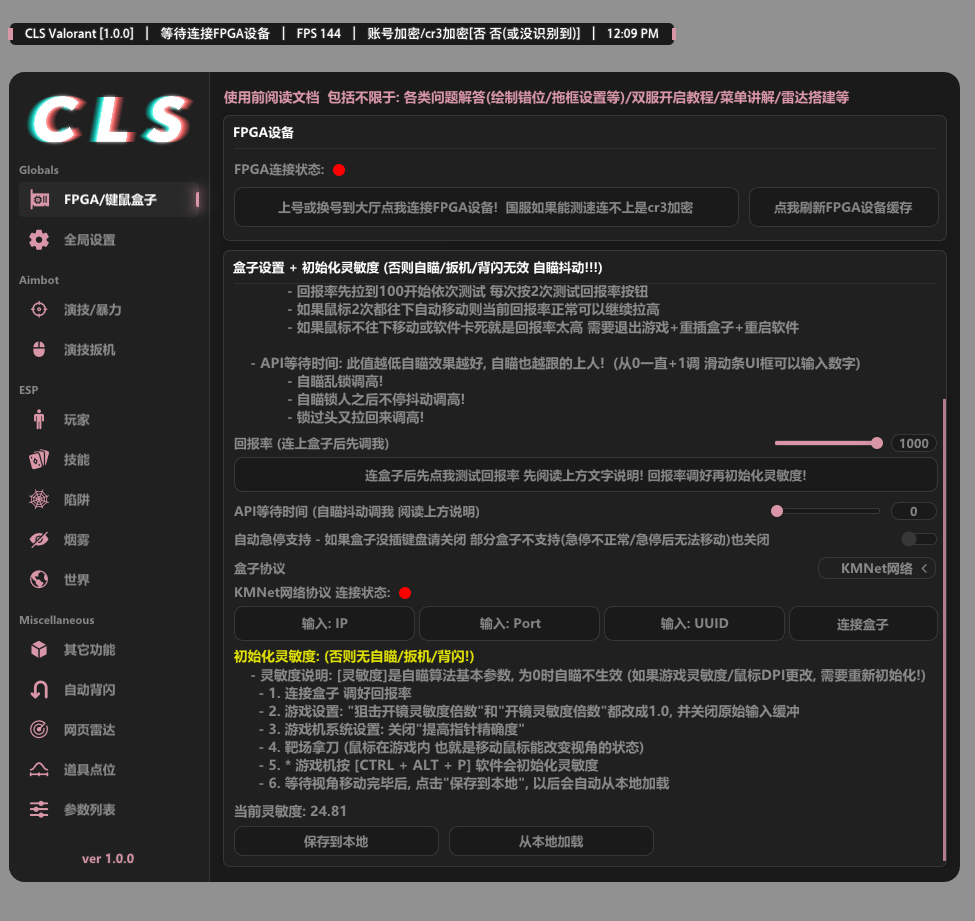 CLS Valorant [1.0.0] | 等待连接FPGA设备 | FPS 144 | 账号加密/cr3加密[否 否(或没识别到)] | 12:09 PM
CLS
Globals
FPGA/键鼠盒子
全局设置
Aimbot
演技/暴力
演技扳机
ESP
玩家
技能
陷阱
烟雾
世界
Miscellaneous
其它功能
自动背闪
网页雷达
道具点位
参数列表
ver 1.0.0
使用前阅读文档 包括不限于: 各类问题解答(绘制错位/拖框设置等)/双服开启教程/菜单讲解/雷达搭建等
FPGA设备
FPGA连接状态:
上号或换号到大厅点我连接FPGA设备! 国服如果能测速连不上是cr3加密
点我刷新FPGA设备缓存
盒子设置 + 初始化灵敏度 (否则自瞄/扳机/背闪无效 自瞄抖动!!!)
- 回报率先拉到100开始依次测试 每次按2次测试回报率按钮
- 如果鼠标2次都往下自动移动则当前回报率正常可以继续拉高
- 如果鼠标不往下移动或软件卡死就是回报率太高 需要退出游戏+重插盒子+重启软件
- API等待时间: 此值越低自瞄效果越好, 自瞄也越跟的上人! (从0一直+1调 滑动条UI框可以输入数字)
- 自瞄乱锁调高!
- 自瞄锁人之后不停抖动调高!
- 锁过头又拉回来调高!
回报率 (连上盒子后先调我)
1000
连盒子后先点我测试回报率 先阅读上方文字说明! 回报率调好再初始化灵敏度!
API等待时间 (自瞄抖动调我 阅读上方说明)
0
自动急停支持 - 如果盒子没插键盘请关闭 部分盒子不支持(急停不正常/急停后无法移动)也关闭
盒子协议
KMNet网络 <
KMNet网络协议 连接状态:
输入: IP
输入: Port
输入: UUID
连接盒子
初始化灵敏度: (否则无自瞄/扳机/背闪!)
- 灵敏度说明: [灵敏度]是自瞄算法基本参数, 为0时自瞄不生效 (如果游戏灵敏度/鼠标DPI更改, 需要重新初始化!)
- 1. 连接盒子 调好回报率
- 2. 游戏设置: "狙击开镜灵敏度倍数"和"开镜灵敏度倍数"都改成1.0, 并关闭原始输入缓冲
- 3. 游戏机系统设置: 关闭"提高指针精确度"
- 4. 靶场拿刀 (鼠标在游戏内 也就是移动鼠标能改变视角的状态)
- 5. * 游戏机按 [CTRL + ALT + P] 软件会初始化灵敏度
- 6. 等待视角移动完毕后, 点击"保存到本地", 以后会自动从本地加载
当前灵敏度: 24.81
保存到本地
从本地加载